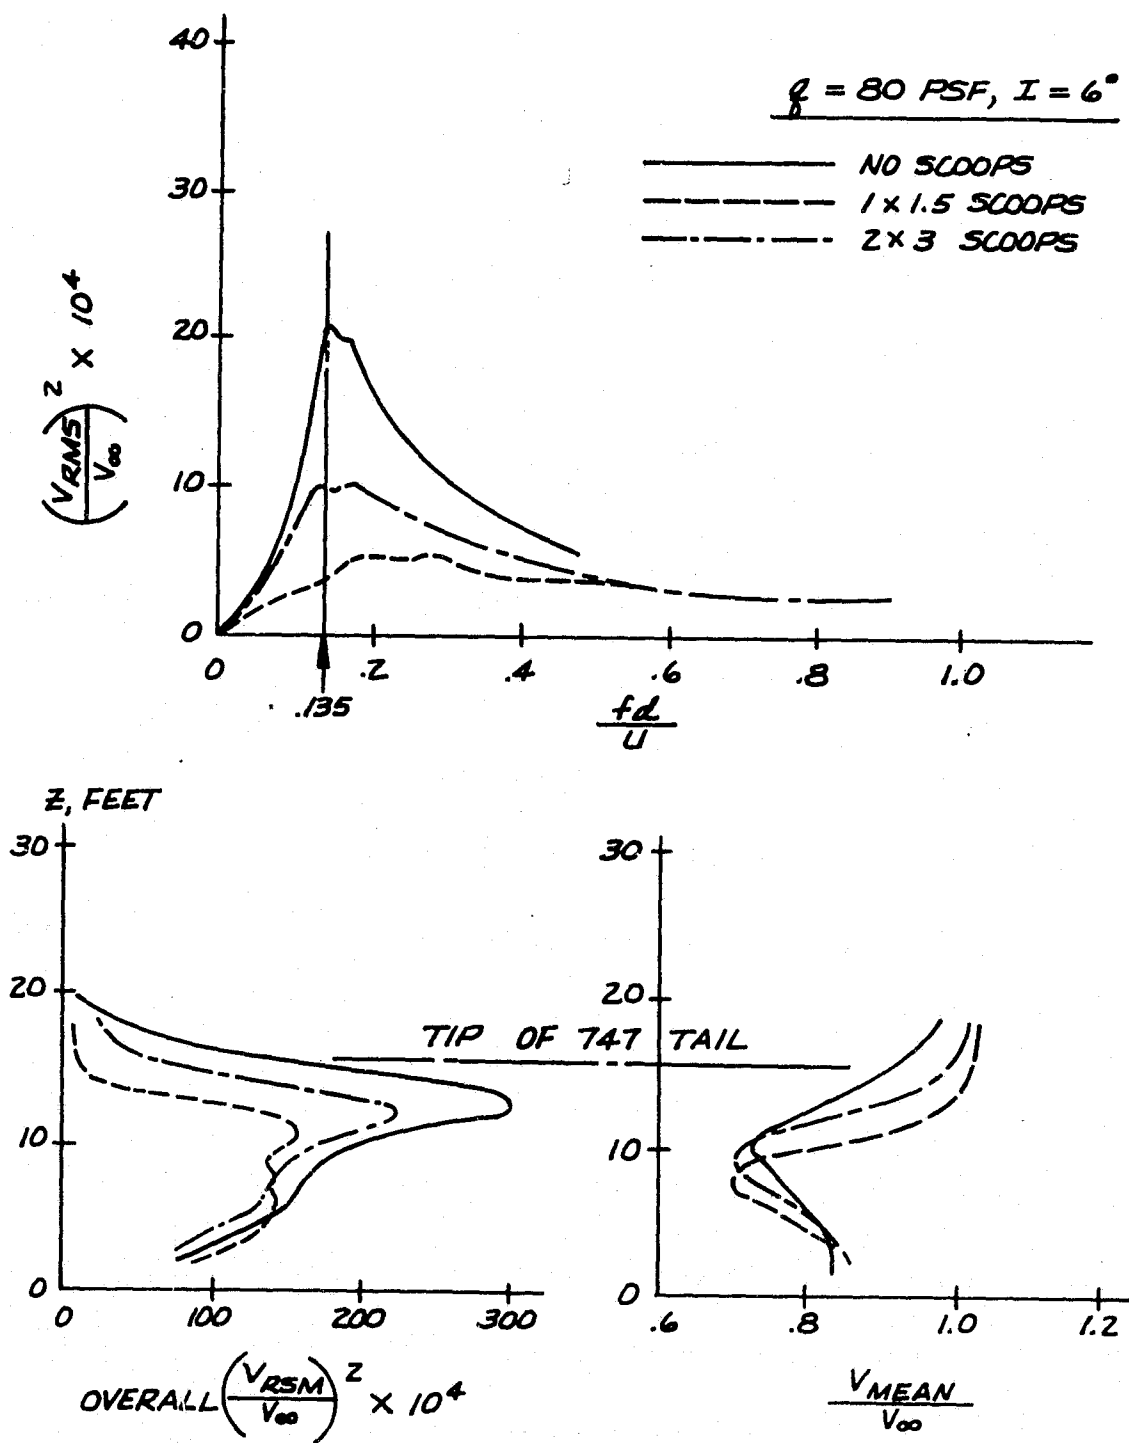 40
q = 80 PSF, I = 6°
NO SCOOPS
30
1 x 1.5 SCOOPS
2 x 3 SCOOPS
(V_RMS / V_∞)^2 x 10^4
20
10
0
0 .2 .4 .6 .8 1.0
.135
fd / U
Z, FEET
30
20
10
0
0 100 200 300
OVERALL (V_RSM / V_∞)^2 x 10^4
30
20
TIP OF 747 TAIL
10
0
.6 .8 1.0 1.2
V_MEAN / V_∞